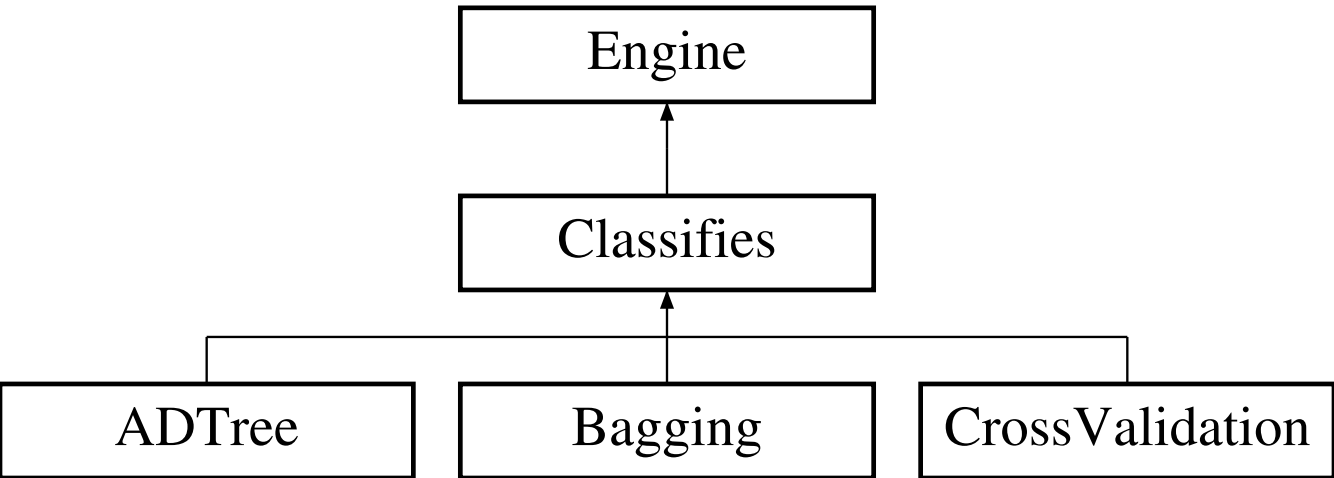 Engine
Classifies
ADTree
Bagging
CrossValidation